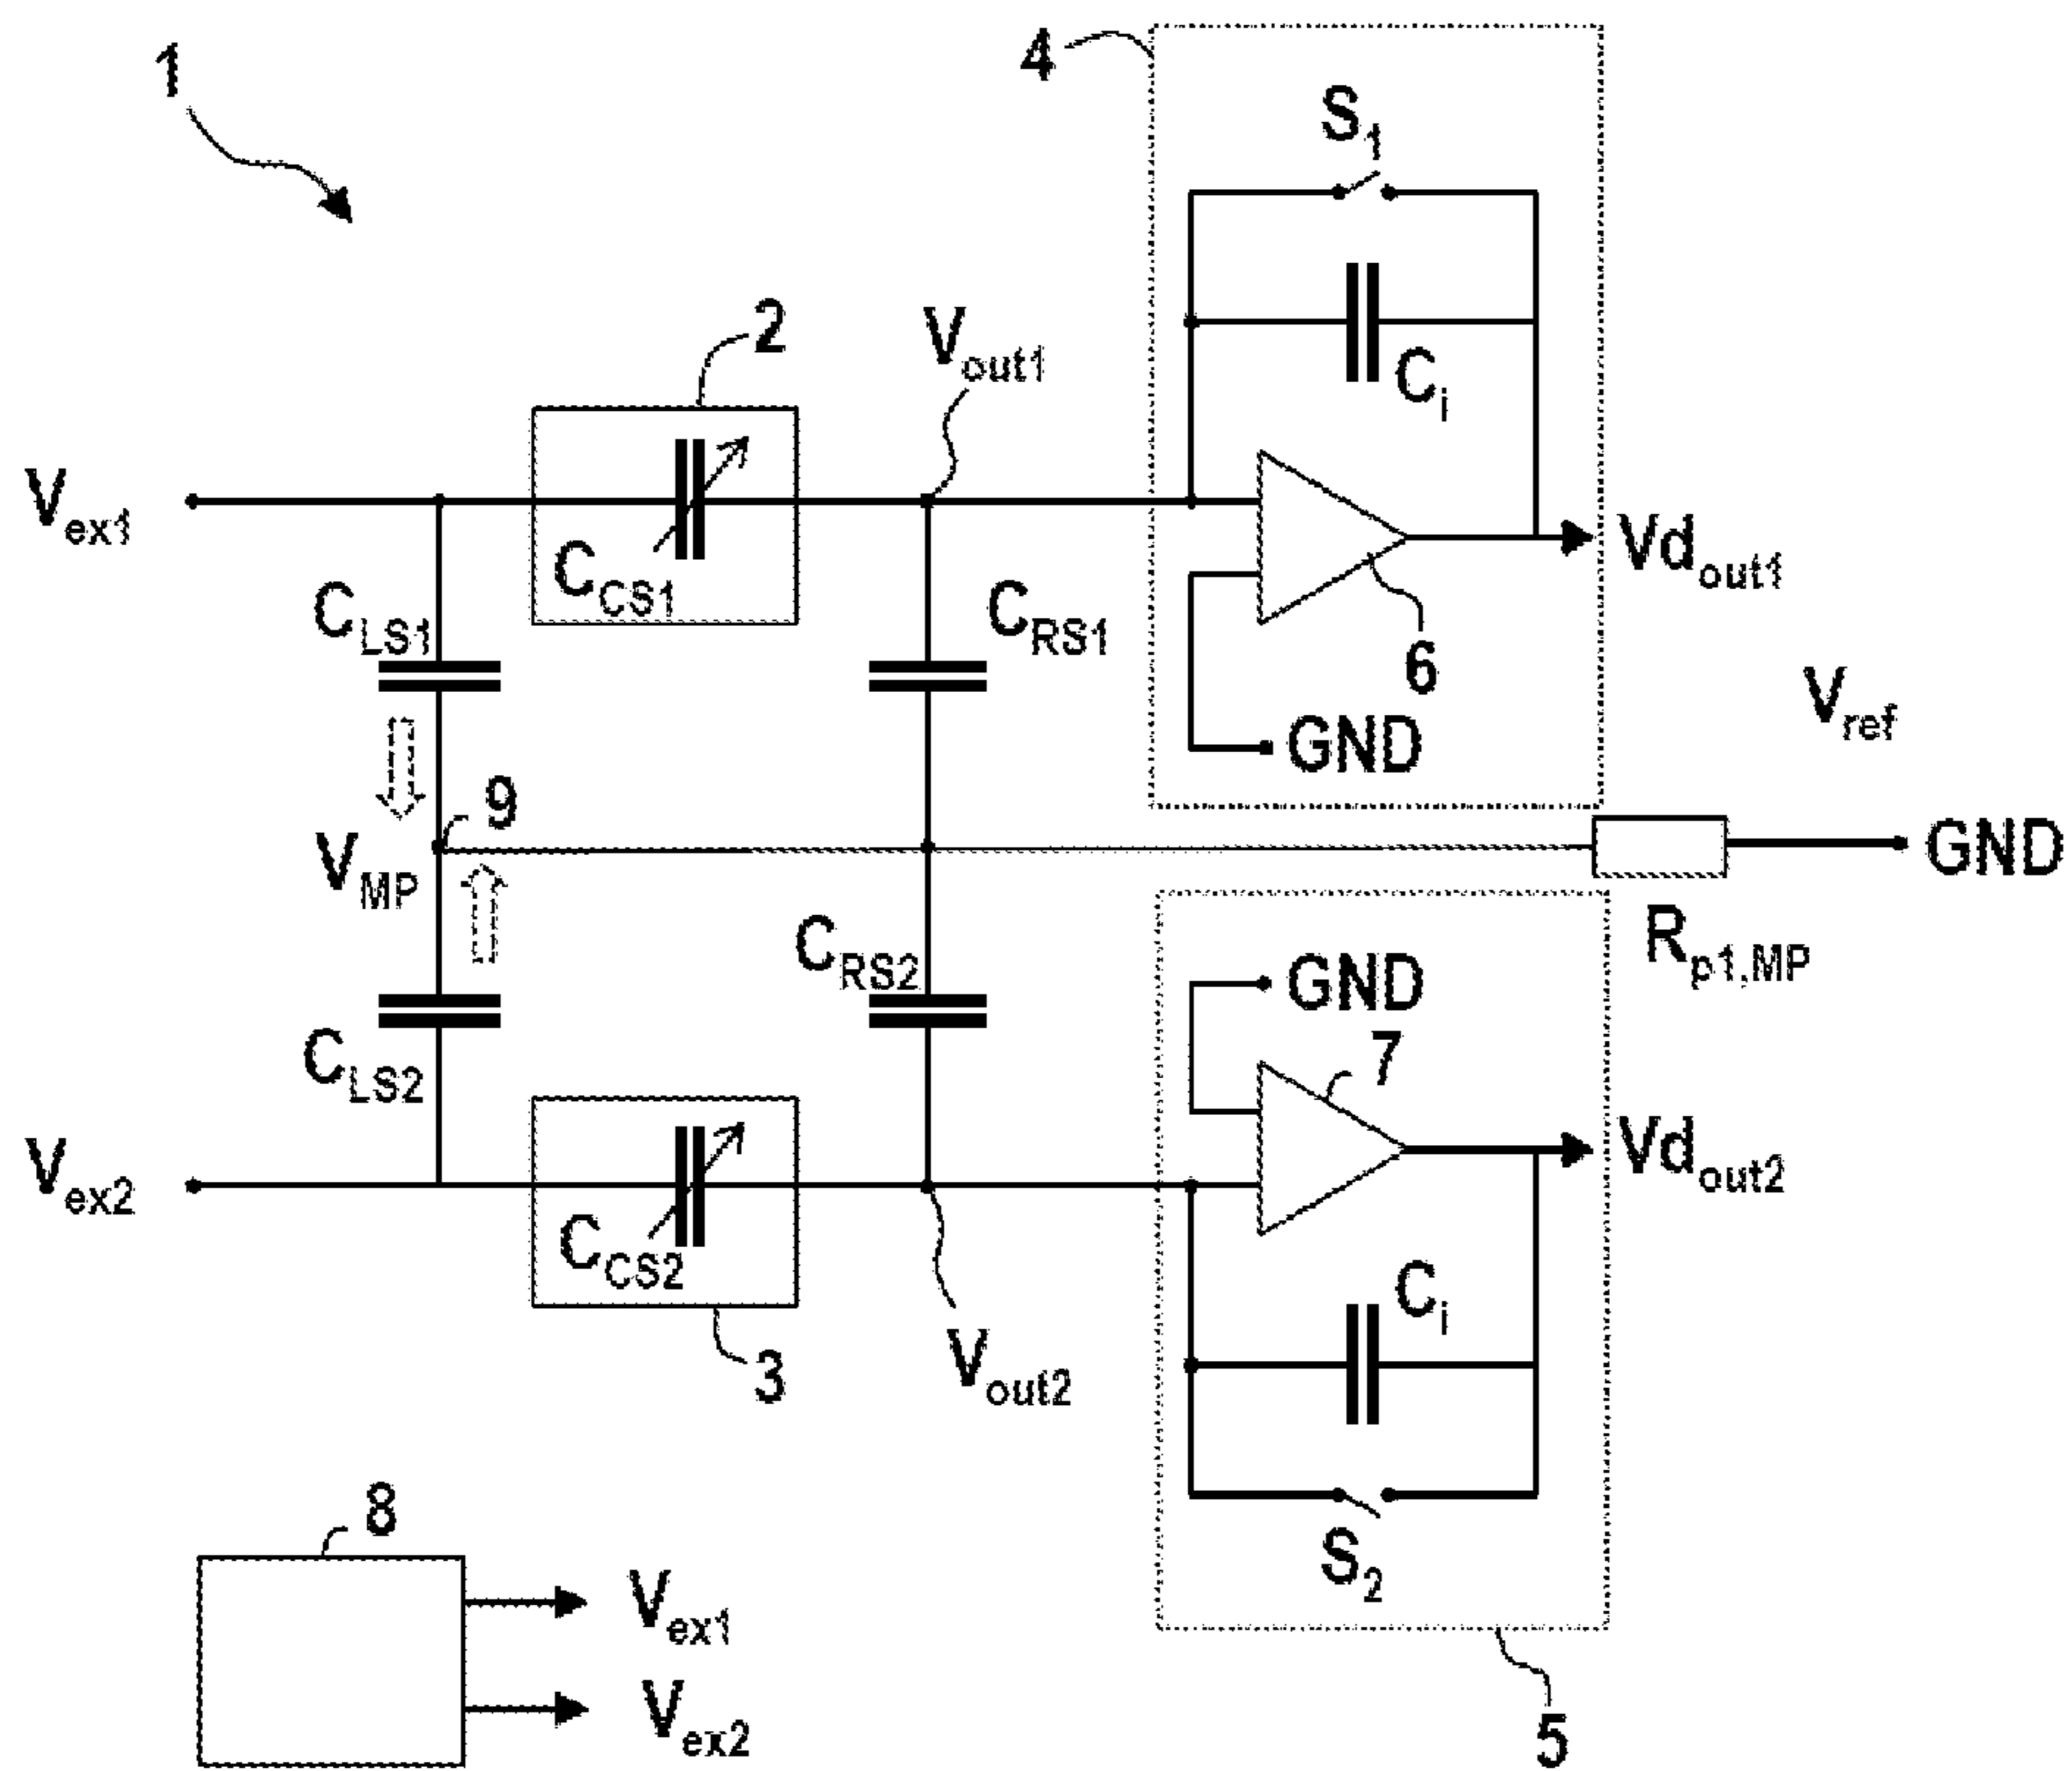 1
4
S1
2
Vout1
Ci
Vex1
CCS1
Vdout1
CLS1
CRS1
6
Vref
GND
9
VMP
GND
CRS2
Rp1,MP
GND
7
CLS2
Vdout2
Vex2
CCS2
Ci
3
Vout2
8
S2
Vex1
Vex2
5